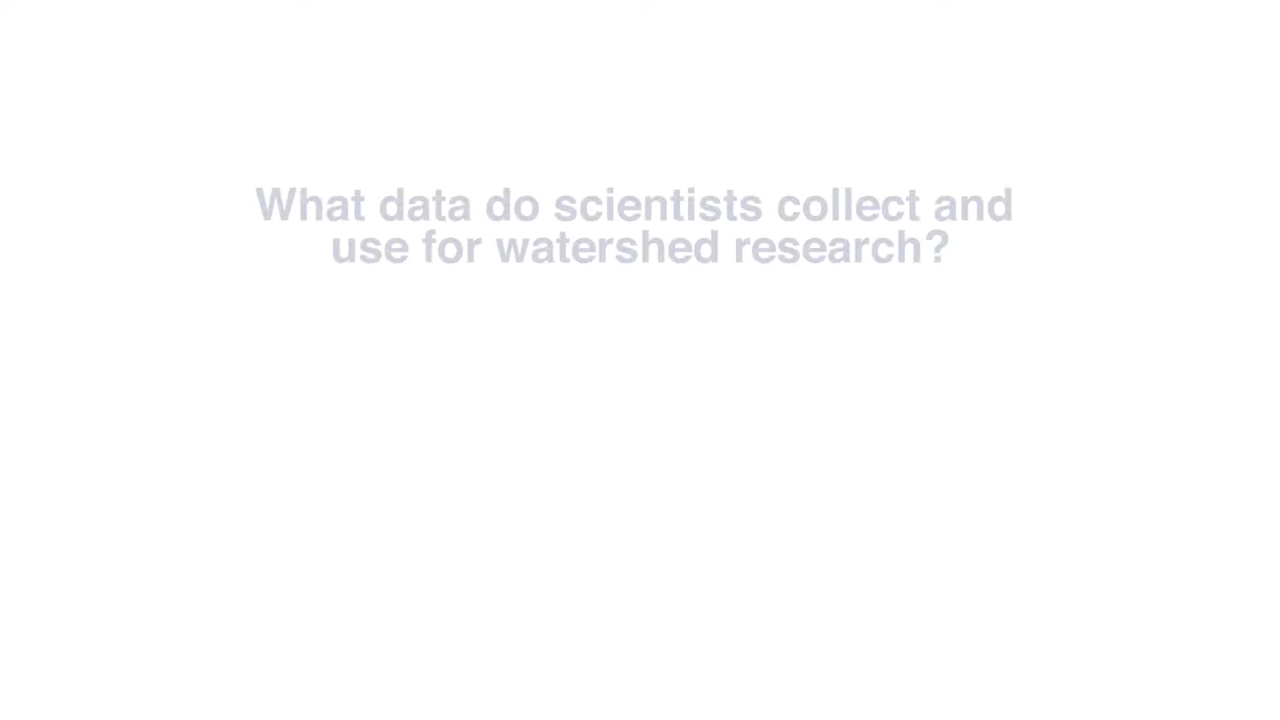 What data do scientists collect and
use for watershed research?